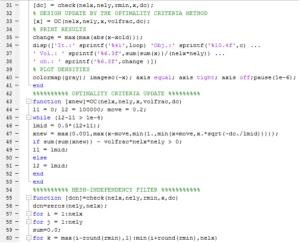 31 [dc] = check(nelx,nely,rmin,x,dc);
32 % DESIGN UPDATE BY THE OPTIMALITY CRITERIA METHOD
33 [x] = OC(nelx,nely,x,volfrac,dc);
34 % PRINT RESULTS
35 change = max(max(abs(x-xold)));
36 disp([' It.: ' sprintf('%4i',loop) ' Obj.: ' sprintf('%10.4f',c) ...
37 ' Vol.: ' sprintf('%6.3f',sum(sum(x))/(nelx*nely)) ...
38 ' ch.: ' sprintf('%6.3f',change )])
39 % PLOT DENSITIES
40 colormap(gray); imagesc(-x); axis equal; axis tight; axis off;pause(1e-6);
41 end
42 %%%%%%%%%% OPTIMALITY CRITERIA UPDATE %%%%%%%%%%
43 function [xnew]=OC(nelx,nely,x,volfrac,dc)
44 l1 = 0; l2 = 100000; move = 0.2;
45 while (l2-l1 > 1e-4)
46 lmid = 0.5*(l2+l1);
47 xnew = max(0.001,max(x-move,min(1.,min(x+move,x.*sqrt(-dc./lmid)))));
48 if sum(sum(xnew)) - volfrac*nelx*nely > 0;
49 l1 = lmid;
50 else
51 l2 = lmid;
52 end
53 end
54 %%%%%%%%%% MESH-INDEPENDENCY FILTER %%%%%%%%%%
55 function [dcn]=check(nelx,nely,rmin,x,dc)
56 dcn=zeros(nely,nelx);
57 for i = 1:nelx
58 for j = 1:nely
59 sum=0.0;
60 for k = max(i-round(rmin),1):min(i+round(rmin),nelx)